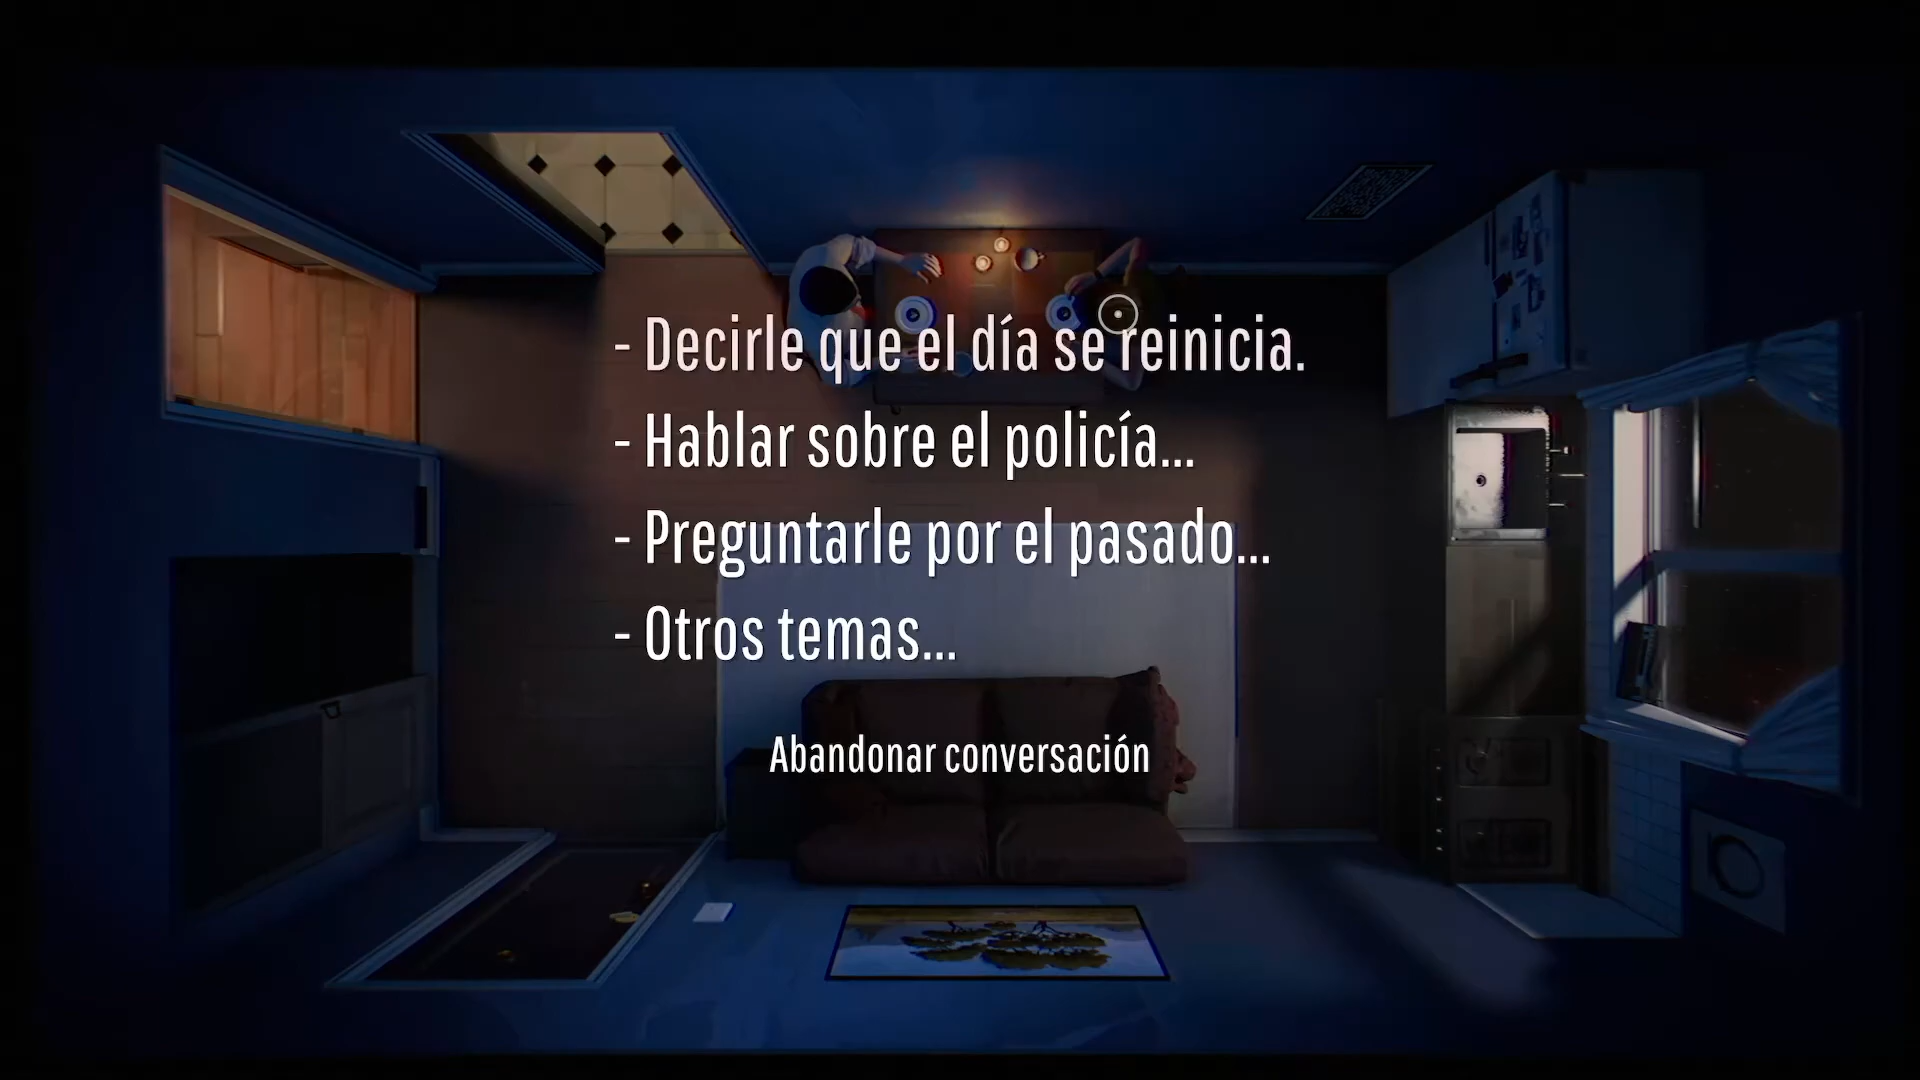 - Decirle que el día se reinicia.
- Hablar sobre el policía...
- Preguntarle por el pasado...
- Otros temas...
Abandonar conversación